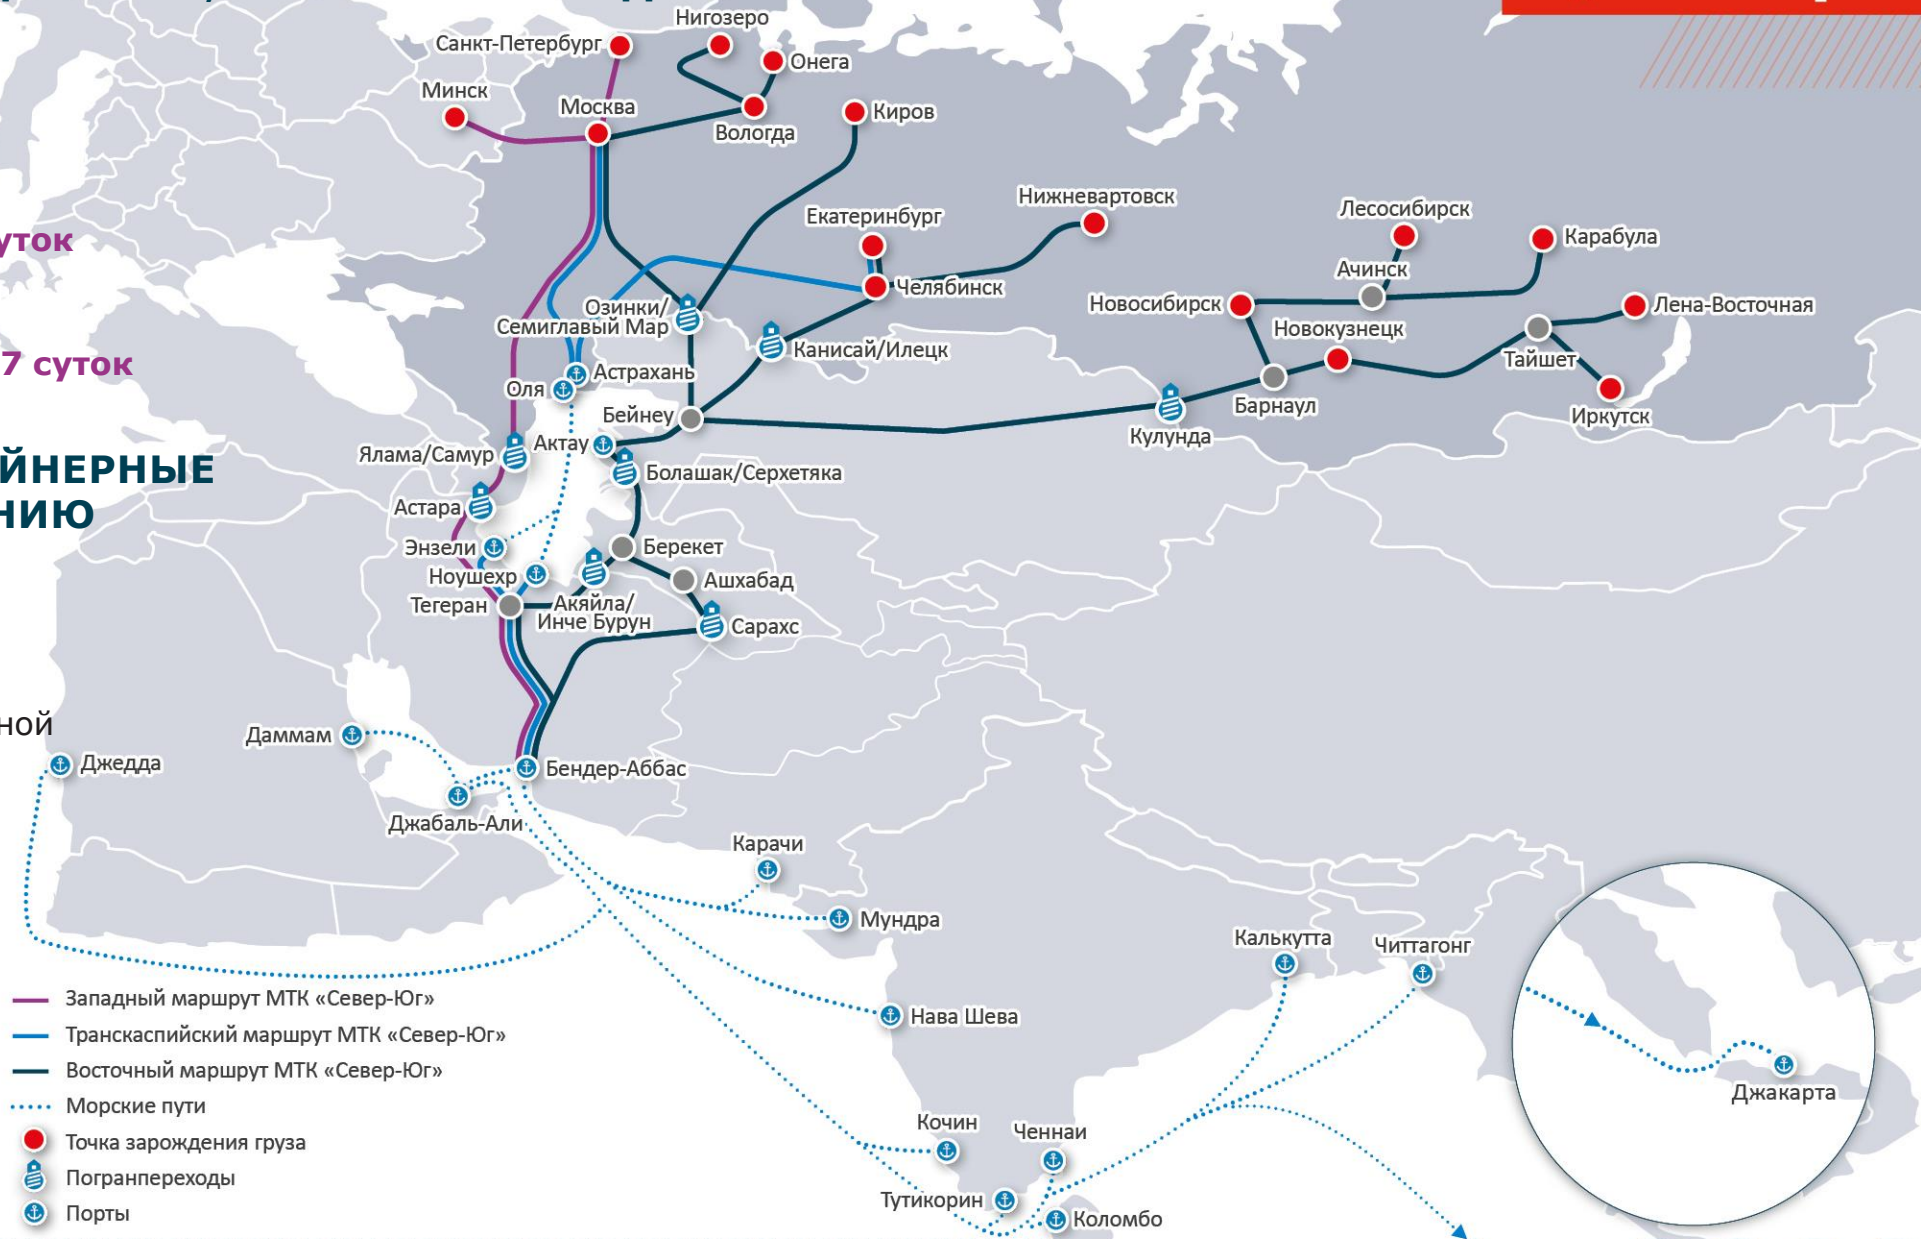 Нигозеро
Санкт-Петербург
Онега
Минск
Москва
Киров
Вологда
Нижневартовск
Лесосибирск
Екатеринбург
уток
Карабула
Ачинск
Челябинск
Озинки/
Семиглавый Мар
Новосибирск
Лена-Восточная
Новокузнецк
Канисай/Илецк
7 суток
Тайшет
Астрахань
Оля
Барнаул
Иркутск
Бейнеу
Кулунда
Актау
Ялама/Самур
ЙНЕРНЫЕ
НИЮ
Болашак/Серхетяка
Астара
Энзели
Берекет
Ноушехр
Ашхабад
Тегеран
Акяйла/
Инче Бурун
Сарахс
ной
Даммам
Джедда
Бендер-Аббас
Джабаль-Али
Карачи
Мундра
Калькутта
Читтагонг
Нава Шева
Джакарта
Кочин
Ченнаи
Тутикорин
Коломбо
Западный маршрут МТК «Север-Юг»
Транскаспийский маршрут МТК «Север-Юг»
Восточный маршрут МТК «Север-Юг»
Морские пути
Точка зарождения груза
Погранпереходы
Порты